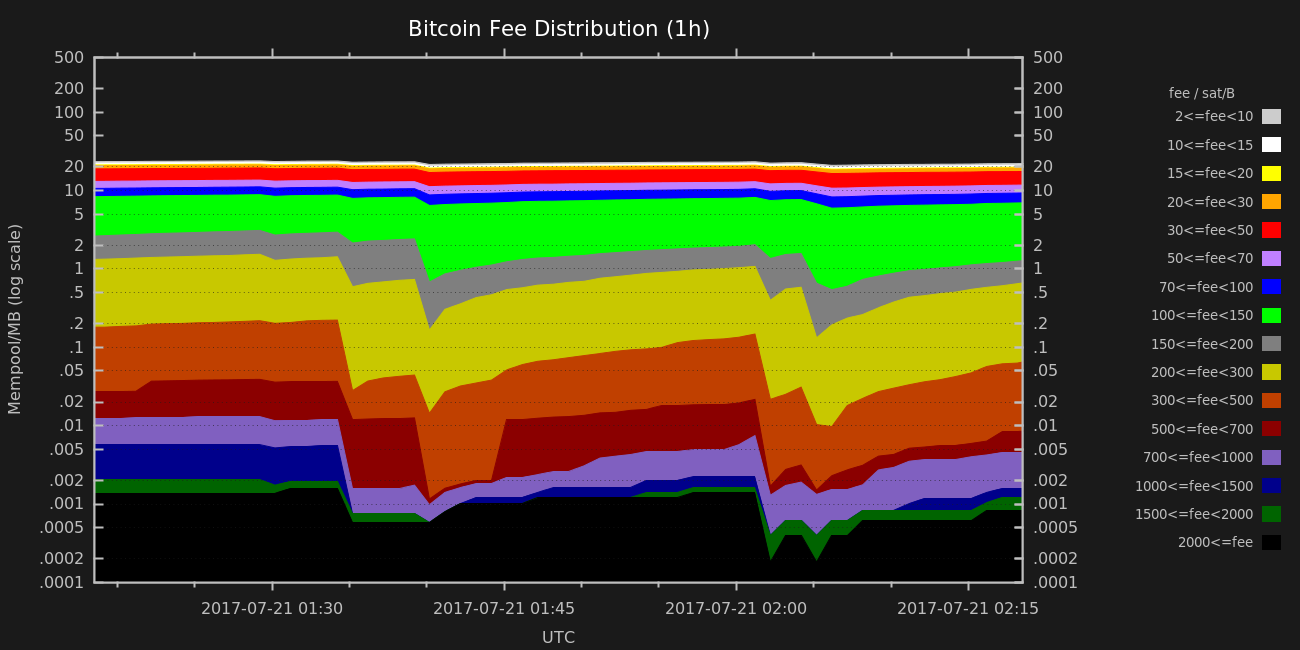 Bitcoin Fee Distribution (1h)
Mempool/MB (log scale)
500
200
100
50
20
10
5
2
1
.5
.2
.1
.05
.02
.01
.005
.002
.001
.0005
.0002
.0001
500
200
100
50
20
10
5
2
1
.5
.2
.1
.05
.02
.01
.005
.002
.001
.0005
.0002
.0001
2017-07-21 01:30 2017-07-21 01:45 2017-07-21 02:00 2017-07-21 02:15
UTC
fee / sat/B
2<=fee<10
10<=fee<15
15<=fee<20
20<=fee<30
30<=fee<50
50<=fee<70
70<=fee<100
100<=fee<150
150<=fee<200
200<=fee<300
300<=fee<500
500<=fee<700
700<=fee<1000
1000<=fee<1500
1500<=fee<2000
2000<=fee